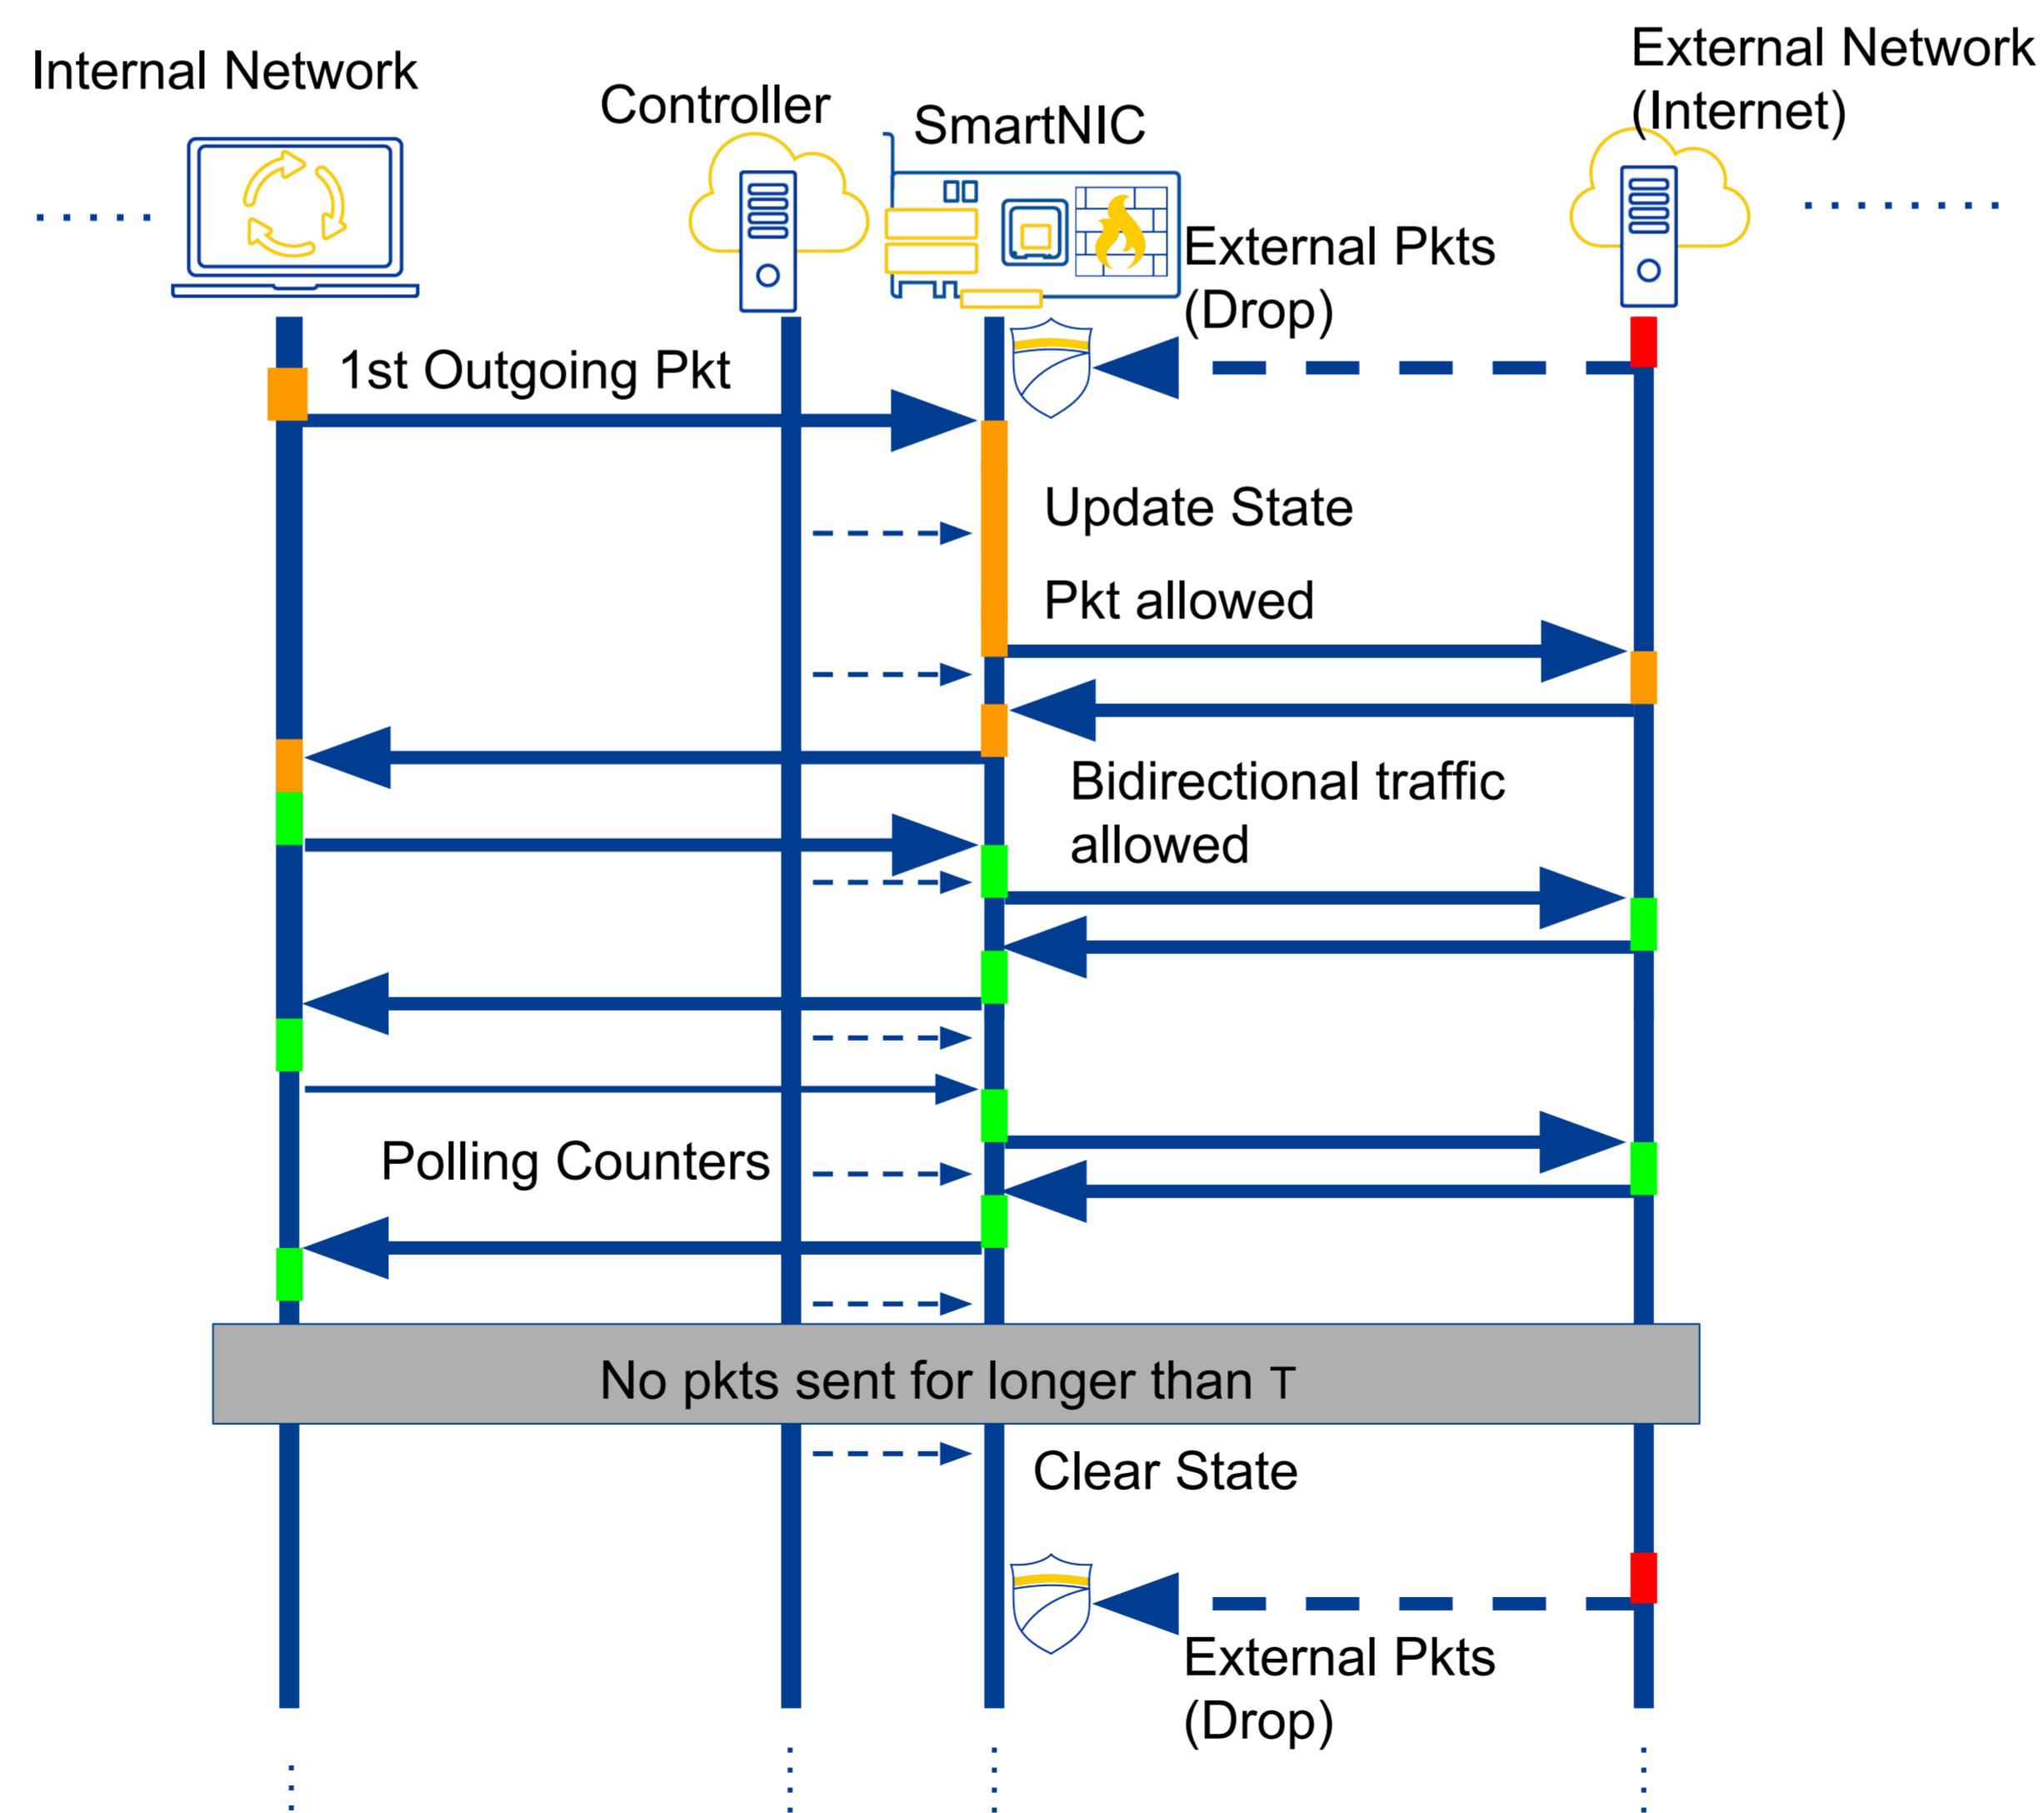 Internal Network
Controller
SmartNIC
External Network
(Internet)
External Pkts
(Drop)
1st Outgoing Pkt
Update State
Pkt allowed
Bidirectional traffic
allowed
Polling Counters
No pkts sent for longer than T
Clear State
External Pkts
(Drop)